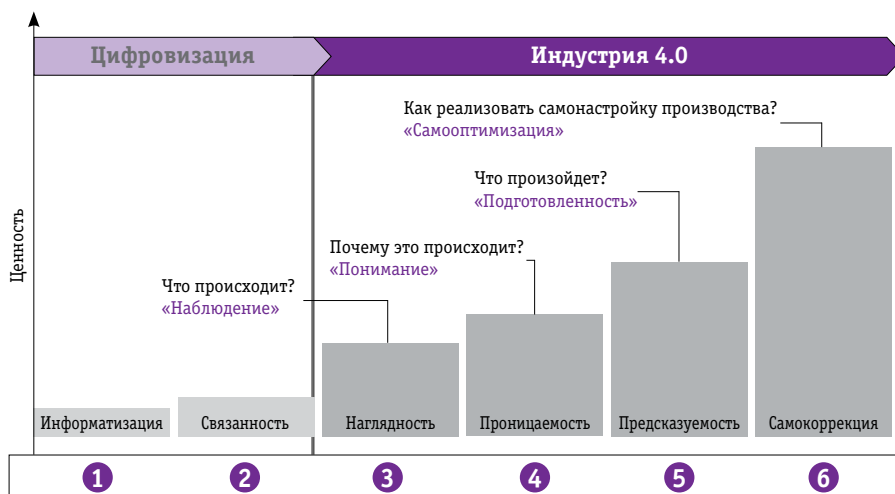 Цифровизация
Индустрия 4.0
Как реализовать самонастройку производства?
«Самооптимизация»
Что произойдет?
«Подготовленность»
Почему это происходит?
«Понимание»
Что происходит?
«Наблюдение»
Ценность
Информатизация
Связанность
Наглядность
Проницаемость
Предсказуемость
Самокоррекция
1
2
3
4
5
6